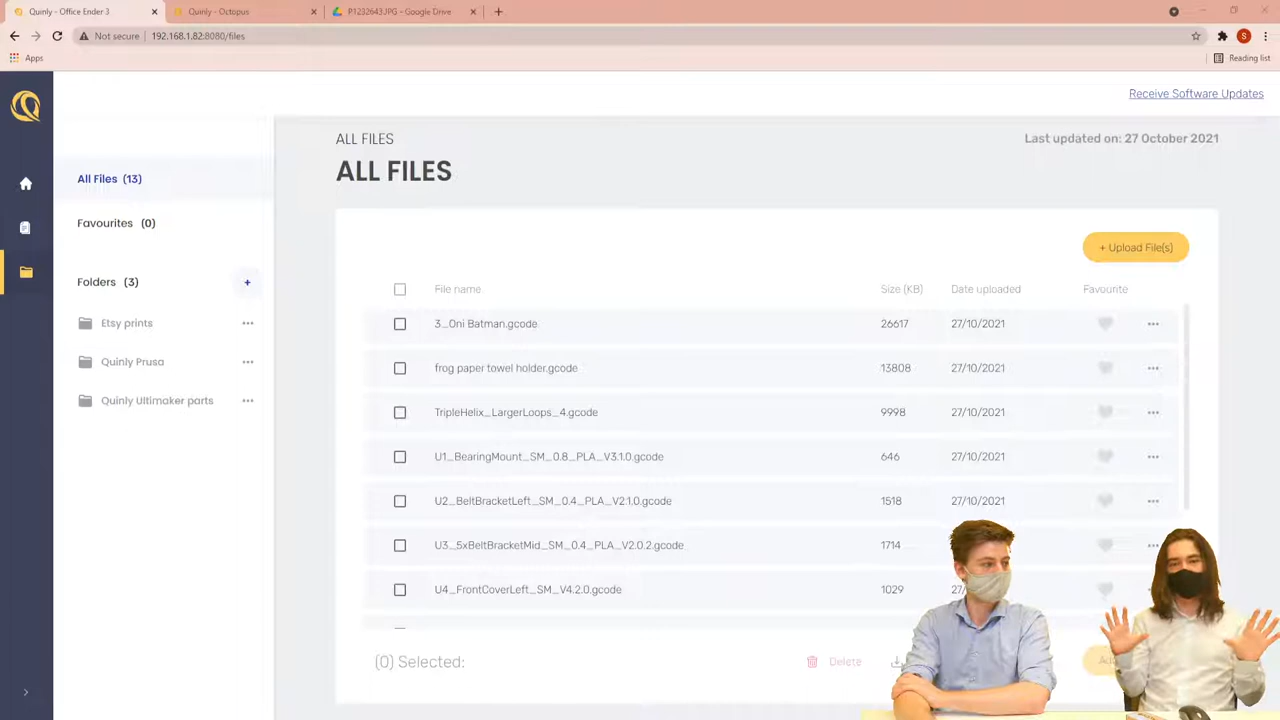 Quinly - Office Ender 3
Quinly - Octopus
P1232643.JPG - Google Drive
Not secure
192.168.1.82:8080/files
S
Apps
Reading list
Receive Software Updates
ALL FILES
Last updated on: 27 October 2021
ALL FILES
All Files (13)
Favourites (0)
Folders (3)
+
Etsy prints
Quinly Prusa
Quinly Ultimaker parts
+ Upload File(s)
File name
Size (KB)
Date uploaded
Favourite
3_Oni Batman.gcode
26617
27/10/2021
frog paper towel holder.gcode
13808
27/10/2021
TripleHelix_LargerLoops_4.gcode
9998
27/10/2021
U1_BearingMount_SM_0.8_PLA_V3.1.0.gcode
646
27/10/2021
U2_BeltBracketLeft_SM_0.4_PLA_V2.1.0.gcode
1518
27/10/2021
U3_5xBeltBracketMid_SM_0.4_PLA_V2.0.2.gcode
1714
U4_FrontCoverLeft_SM_V4.2.0.gcode
1029
(0) Selected:
Delete